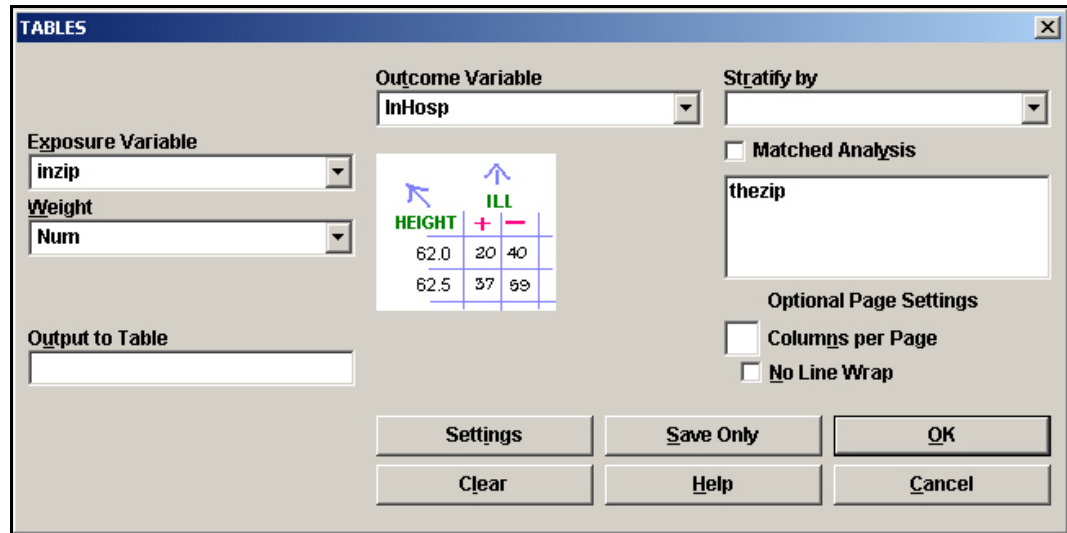 TABLES
Outcome Variable
InHosp
Stratify by
Exposure Variable
inzip
Matched Analysis
Weight
Num
thezip
ILL
HEIGHT + −
62.0 20 40
62.5 37 99
Optional Page Settings
Output to Table
Columns per Page
No Line Wrap
Settings
Save Only
OK
Clear
Help
Cancel